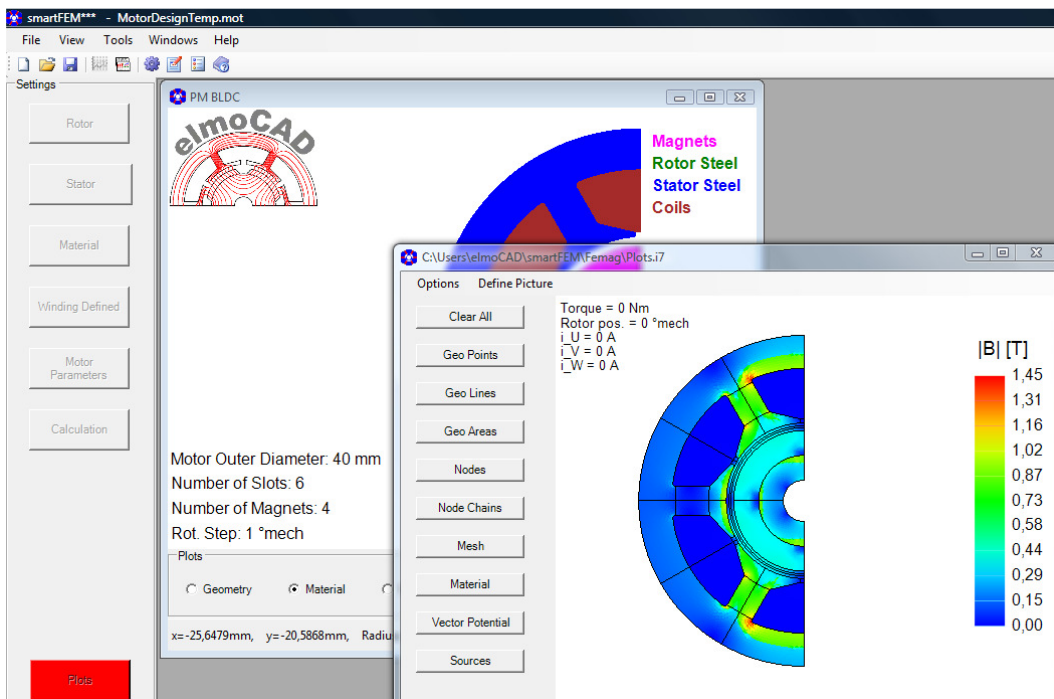 smartFEM*** - MotorDesignTemp.mot
File View Tools Windows Help
Settings
Rotor
Stator
Material
Winding Defined
Motor
Parameters
Calculation
Plots
PM BLDC
elmoCAD
Magnets
Rotor Steel
Stator Steel
Coils
Motor Outer Diameter: 40 mm
Number of Slots: 6
Number of Magnets: 4
Rot. Step: 1 °mech
Plots
Geometry Material
x=-25,6479mm, y=-20,5868mm,
C:\Users\elmoCAD\smartFEM\Femag\Plots.i7
Options Define Picture
Clear All
Geo Points
Geo Lines
Geo Areas
Nodes
Node Chains
Mesh
Material
Vector Potential
Sources
Torque = 0 Nm
Rotor pos. = 0 °mech
i_U = 0 A
i_V = 0 A
i_W = 0 A
|B| [T]
1,45
1,31
1,16
1,02
0,87
0,73
0,58
0,44
0,29
0,15
0,00